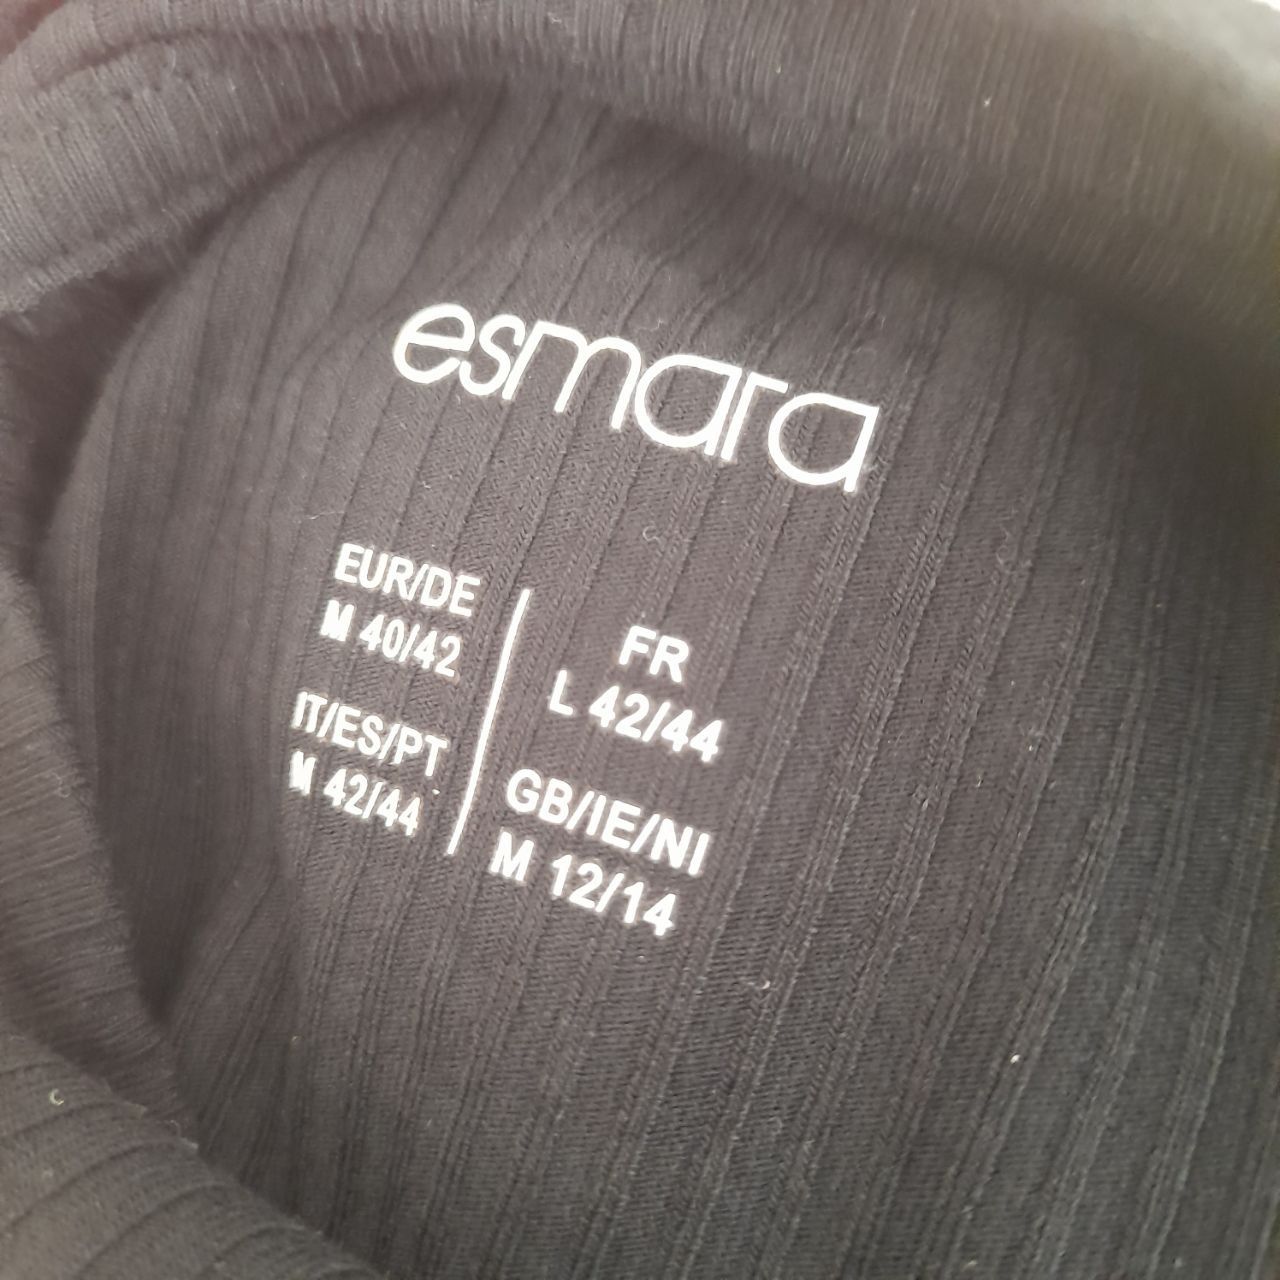 esmara
EUR/DE
M 40/42
IT/ES/PT
M 42/44
FR
L 42/44
GB/IE/NI
M 12/14